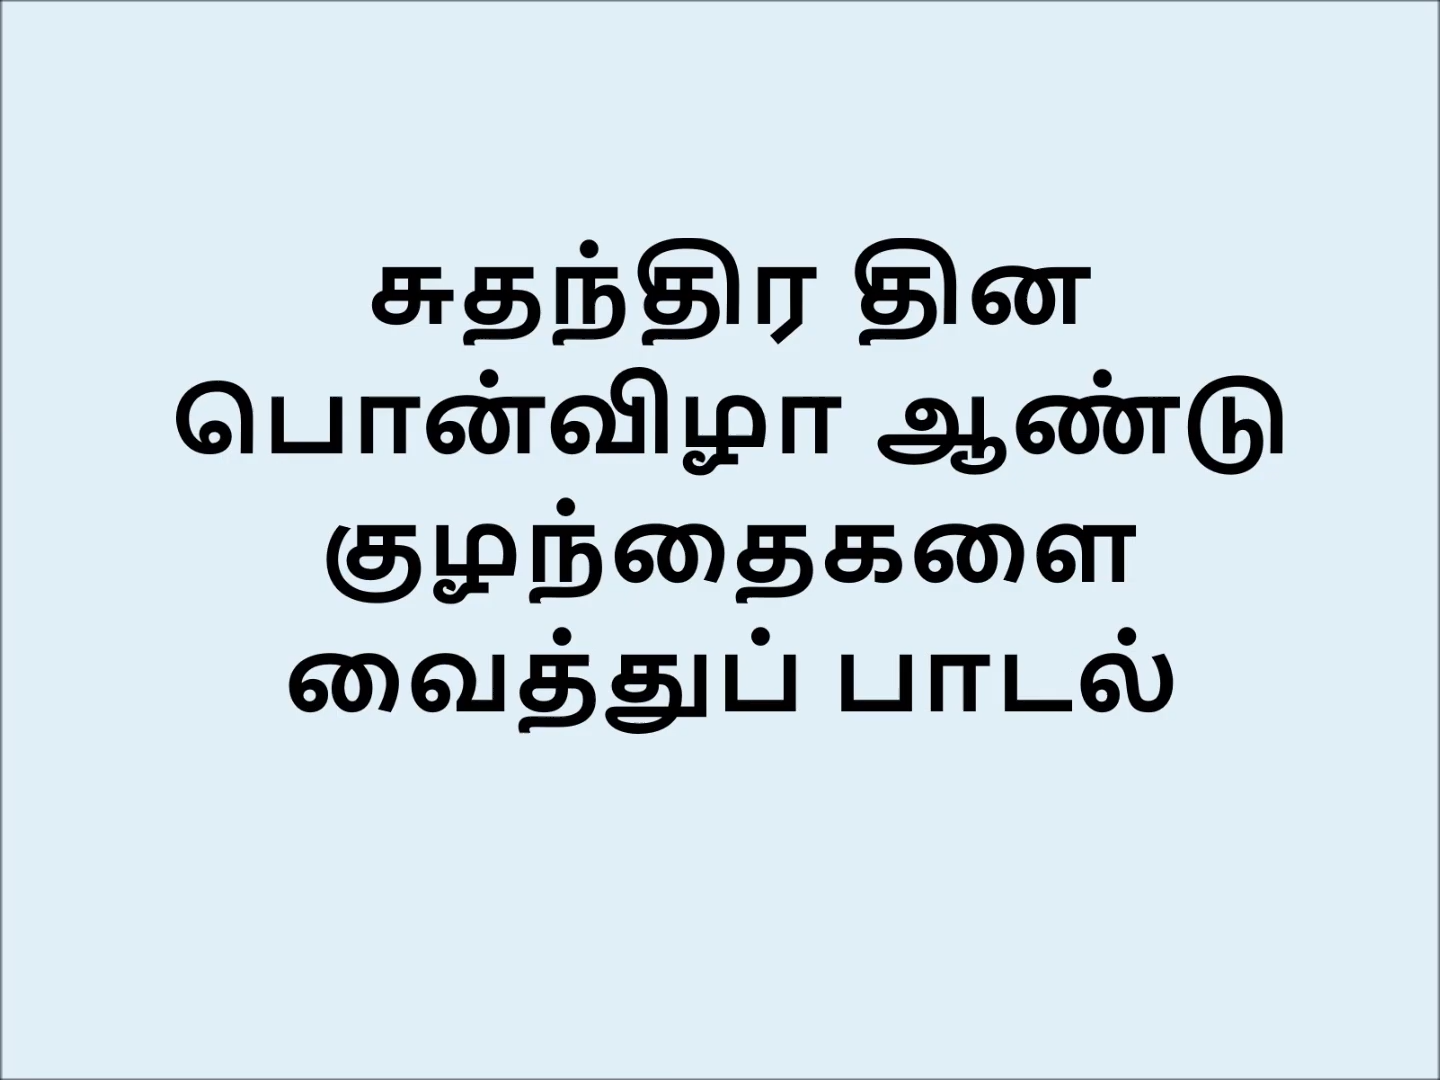 சுதந்திர தின
பொன்விழா ஆண்டு
குழந்தைகளை
வைத்துப் பாடல்